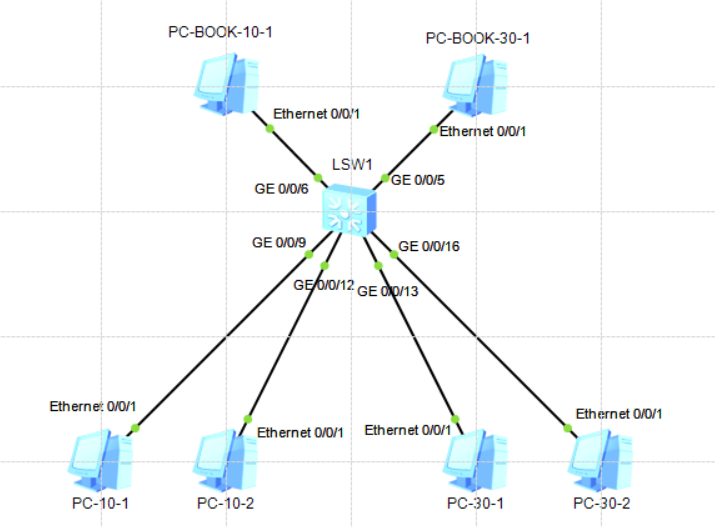 PC-BOOK-10-1
PC-BOOK-30-1
Ethernet 0/0/1
Ethernet 0/0/1
LSW1
GE 0/0/6
GE 0/0/5
GE 0/0/9
GE 0/0/16
GE 0/0/12
GE 0/0/13
Ethernet 0/0/1
Ethernet 0/0/1
Ethernet 0/0/1
Ethernet 0/0/1
PC-10-1
PC-10-2
PC-30-1
PC-30-2